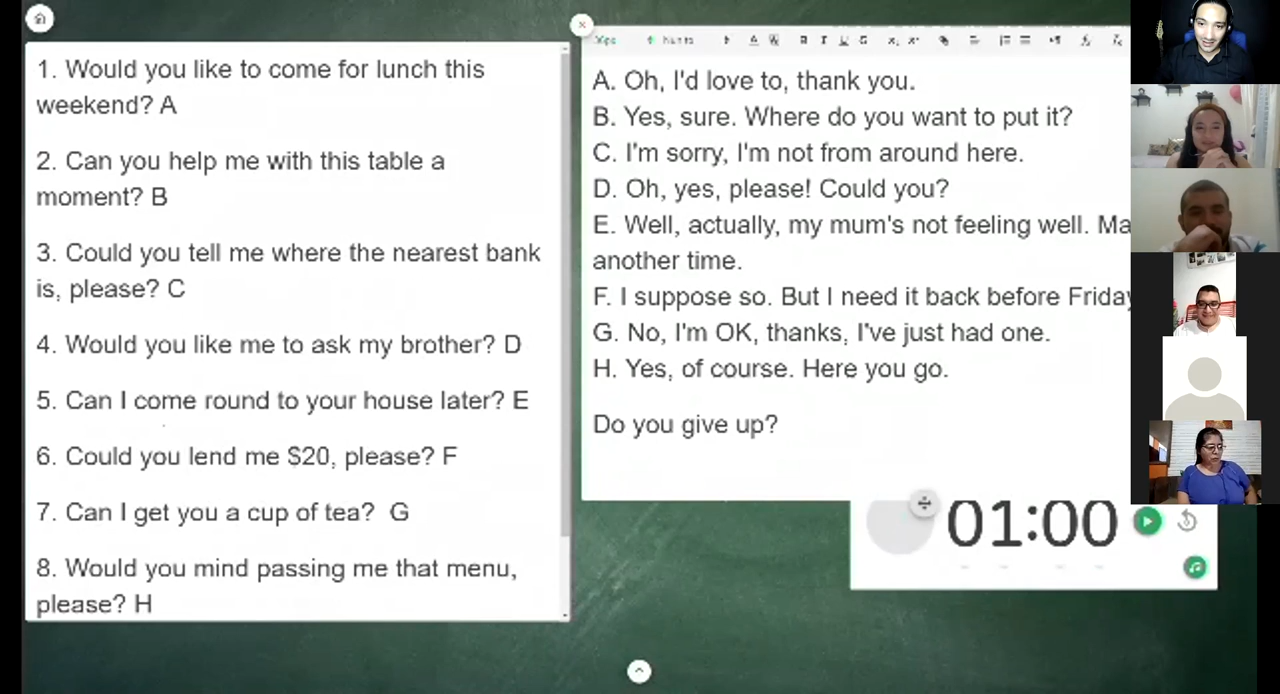 1. Would you like to come for lunch this
weekend? A
2. Can you help me with this table a
moment? B
3. Could you tell me where the nearest bank
is, please? C
4. Would you like me to ask my brother? D
5. Can I come round to your house later? E
6. Could you lend me $20, please? F
7. Can I get you a cup of tea? G
8. Would you mind passing me that menu,
please? H
A. Oh, I'd love to, thank you.
B. Yes, sure. Where do you want to put it?
C. I'm sorry, I'm not from around here.
D. Oh, yes, please! Could you?
E. Well, actually, my mum's not feeling well. Ma
another time.
F. I suppose so. But I need it back before Friday
G. No, I'm OK, thanks, I've just had one.
H. Yes, of course. Here you go.
Do you give up?
01:00